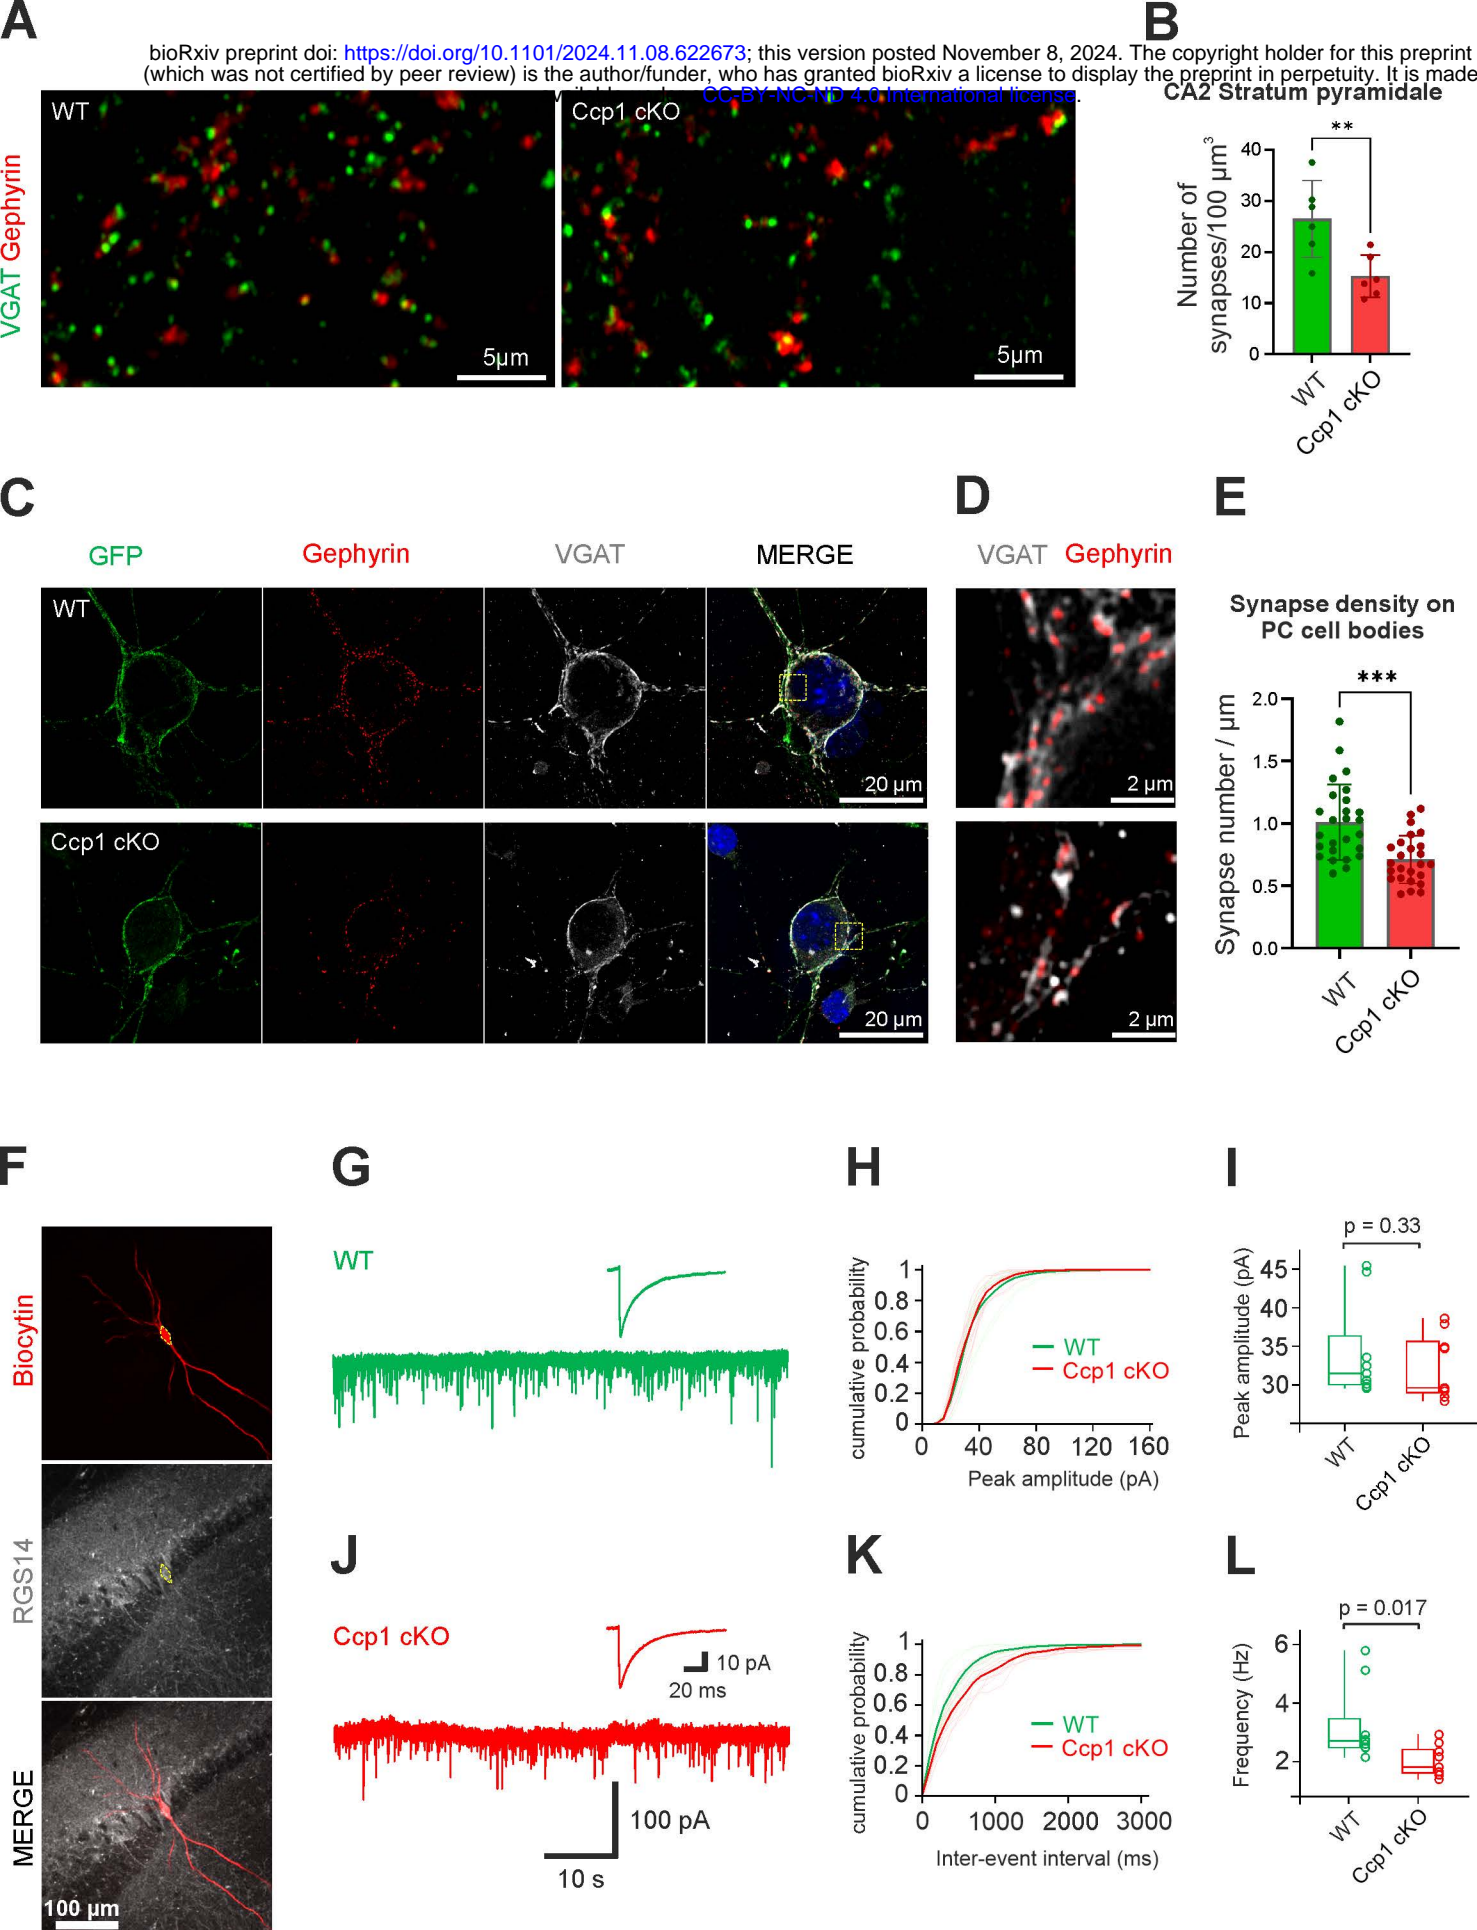 A
B
bioRxiv preprint doi: https://doi.org/10.1101/2024.11.08.622673; this version posted November 8, 2024. The copyright holder for this preprint
(which was not certified by peer review) is the author/funder, who has granted bioRxiv a license to display the preprint in perpetuity. It is made
CC-BY-NC-ND 4.0 International license.
CA2 Stratum pyramidale
VGAT Gephyrin
WT
5µm
Ccp1 cKO
5µm
Number of
synapses/100 µm³
40
30
20
10
0
**
WT
Ccp1 cKO
C
D
E
GFP
Gephyrin
VGAT
MERGE
VGAT Gephyrin
WT
20 µm
2 µm
Ccp1 cKO
20 µm
2 µm
Synapse density on
PC cell bodies
Synapse number / µm
***
2.0
1.5
1.0
0.5
0.0
WT
Ccp1 cKO
F
G
H
I
Biocytin
RGS14
MERGE
100 µm
WT
cumulative probability
1
0.8
0.6
0.4
0.2
0
WT
Ccp1 cKO
0 40 80 120 160
Peak amplitude (pA)
p = 0.33
Peak amplitude (pA)
45
40
35
30
WT
Ccp1 cKO
J
K
L
Ccp1 cKO
10 pA
20 ms
100 pA
10 s
cumulative probability
1
0.8
0.6
0.4
0.2
0
WT
Ccp1 cKO
0 1000 2000 3000
Inter-event interval (ms)
p = 0.017
Frequency (Hz)
6
4
2
WT
Ccp1 cKO